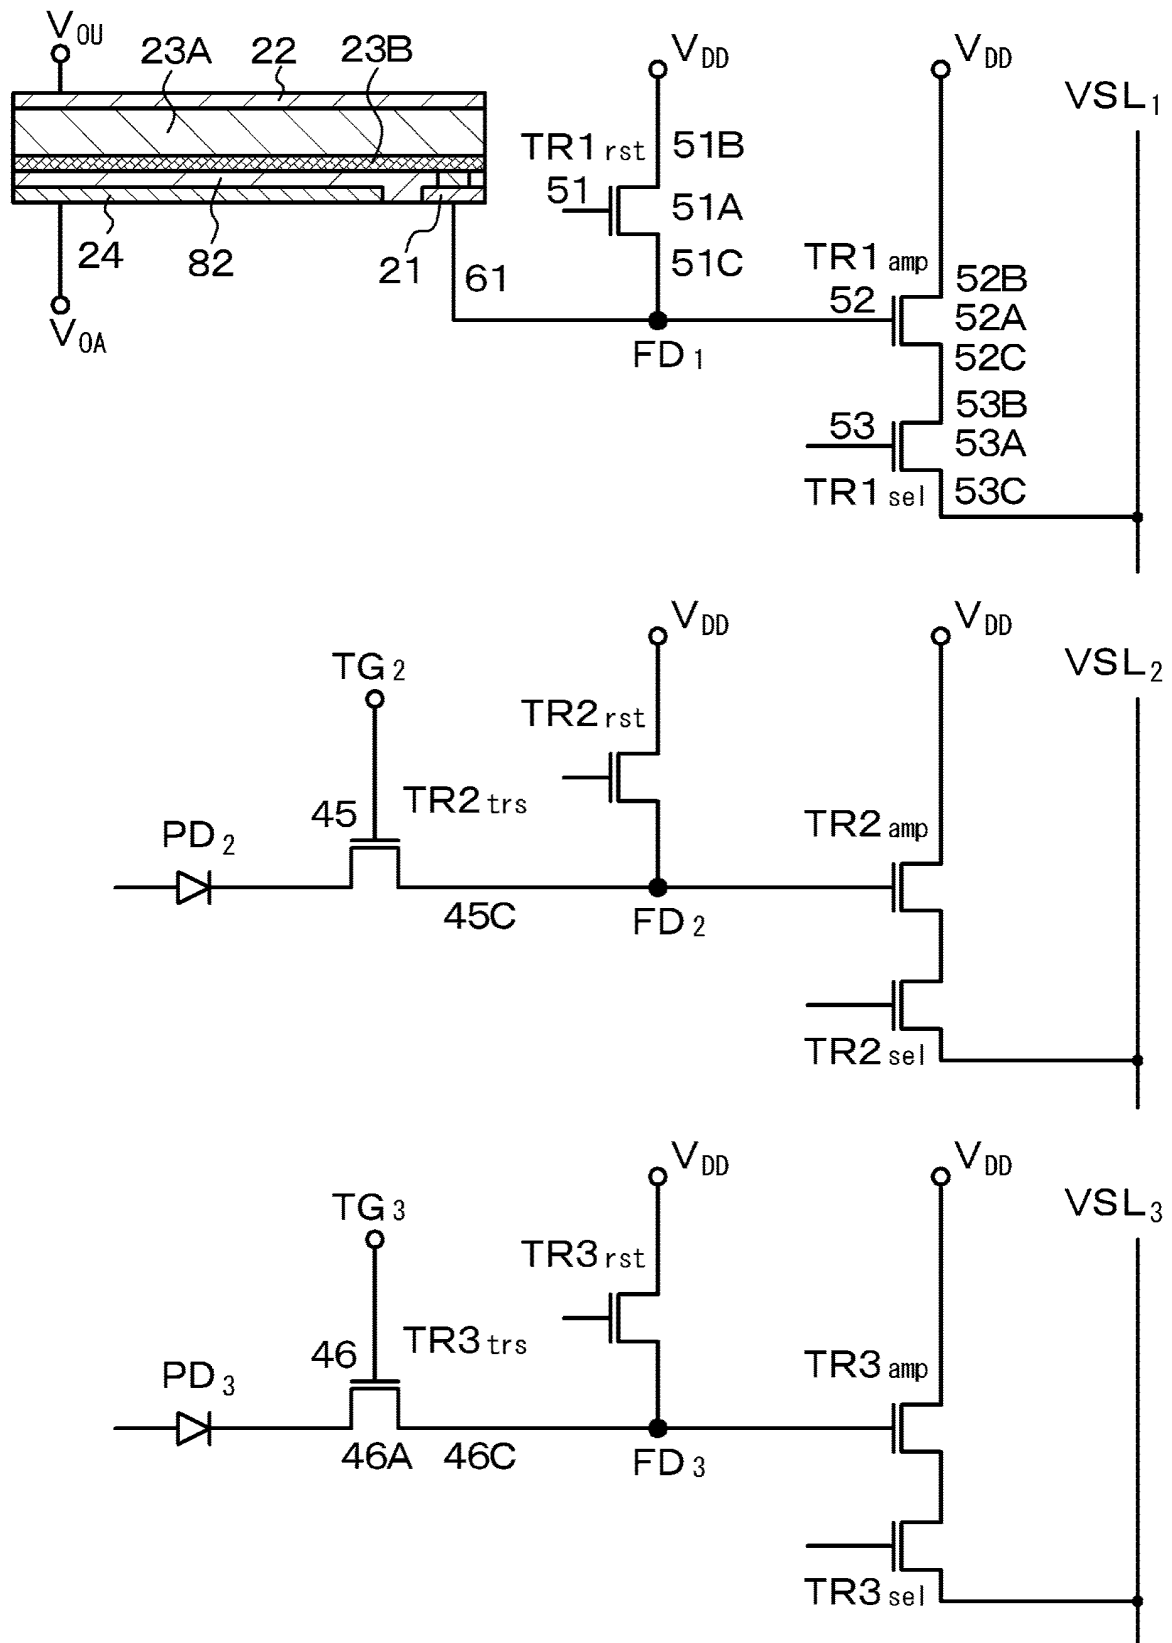 VOU
23A 22 23B
VDD
VDD
VSL1
TR1rst
51B
51
51A
51C
24 82 21 61
TR1amp
52B
52
52A
52C
VOA
FD1
53B
53
53A
TR1sel
53C
VDD
VDD
VSL2
TG2
TR2rst
45
TR2trs
PD2
TR2amp
45C
FD2
TR2sel
VDD
VDD
VSL3
TG3
TR3rst
46
TR3trs
PD3
TR3amp
46A 46C
FD3
TR3sel